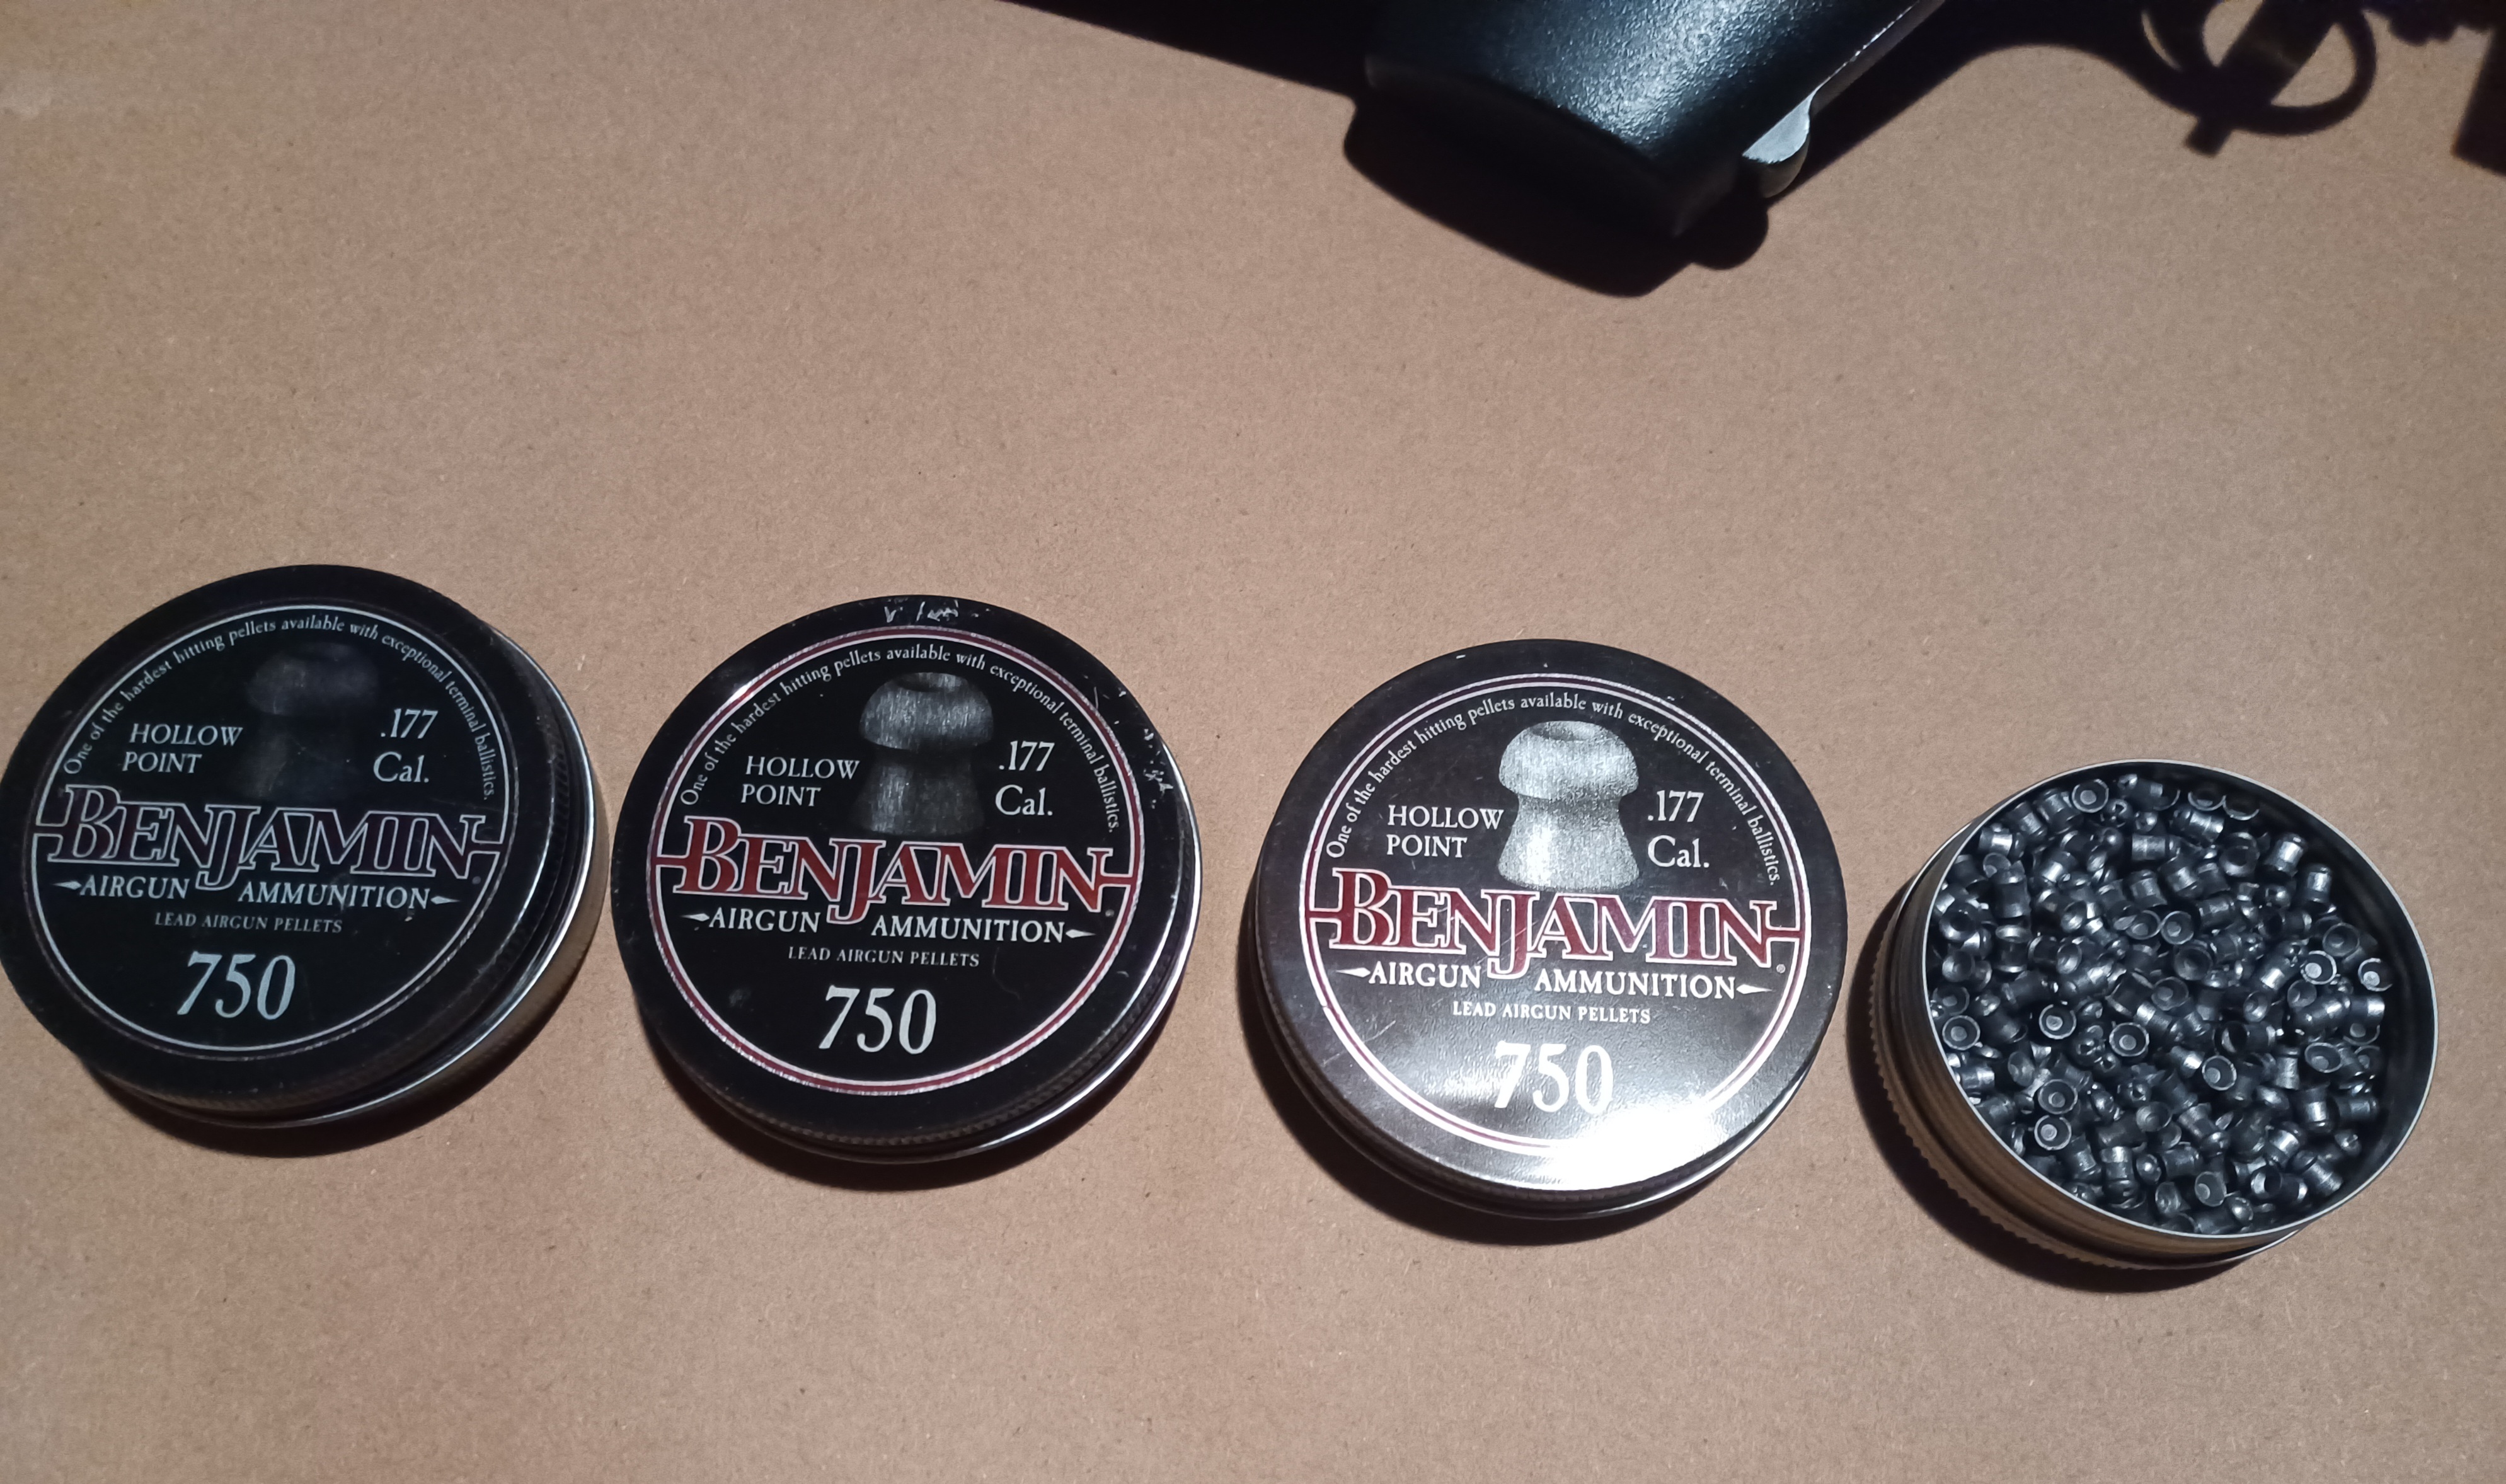 One of the hardest hitting pellets available with exceptional terminal ballistics.
HOLLOW
POINT
.177
Cal.
BENJAMIN®
AIRGUN AMMUNITION
LEAD AIRGUN PELLETS
750
One of the hardest hitting pellets available with exceptional terminal ballistics.
HOLLOW
POINT
.177
Cal.
BENJAMIN®
AIRGUN AMMUNITION
LEAD AIRGUN PELLETS
750
One of the hardest hitting pellets available with exceptional terminal ballistics.
HOLLOW
POINT
.177
Cal.
BENJAMIN®
AIRGUN AMMUNITION
LEAD AIRGUN PELLETS
750